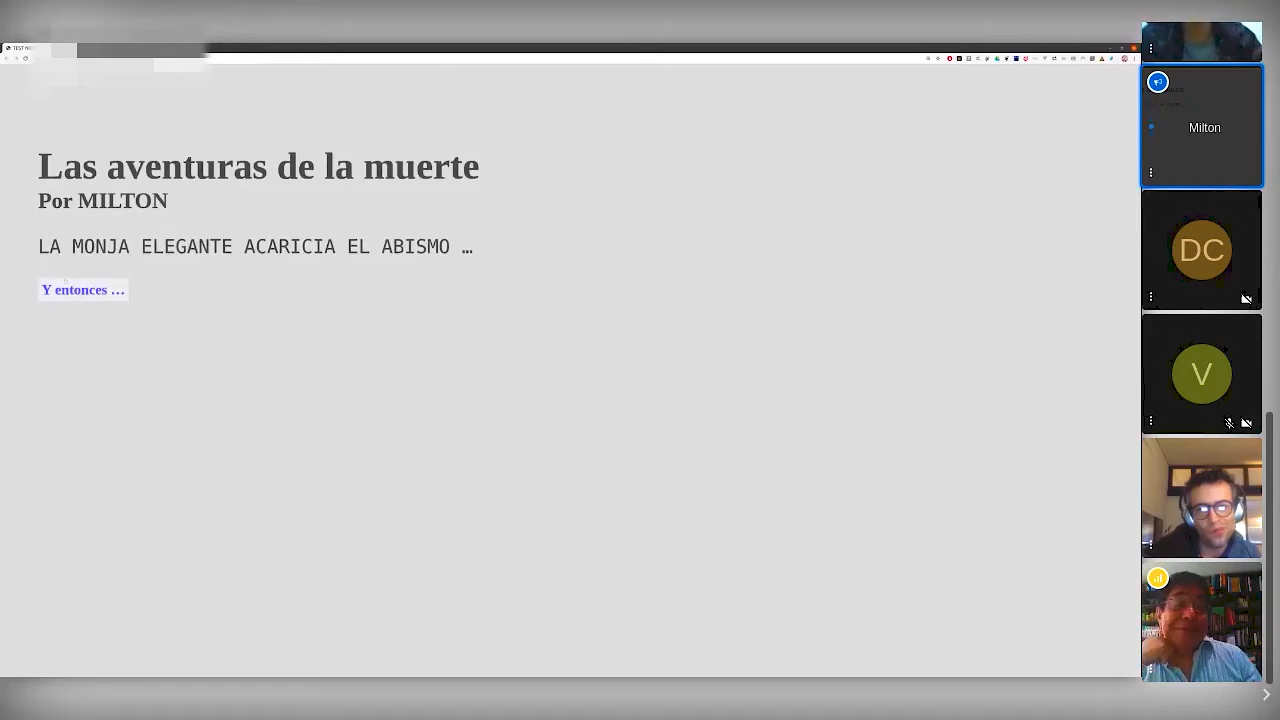 Las aventuras de la muerte
Por MILTON
LA MONJA ELEGANTE ACARICIA EL ABISMO …
Y entonces …
Milton
DC
V